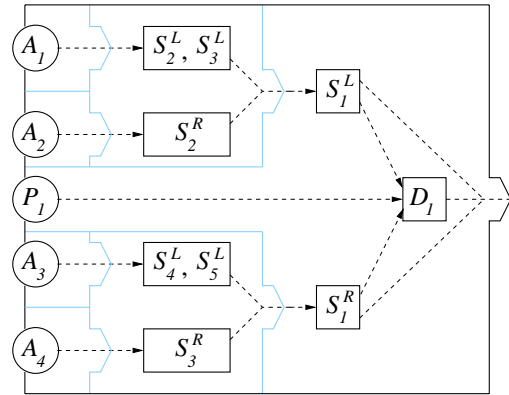 A₁ S₂ᴸ, S₃ᴸ
S₁ᴸ
A₂ S₂ᴿ
P₁ D₁
A₃ S₄ᴸ, S₅ᴸ
S₁ᴿ
A₄ S₃ᴿ